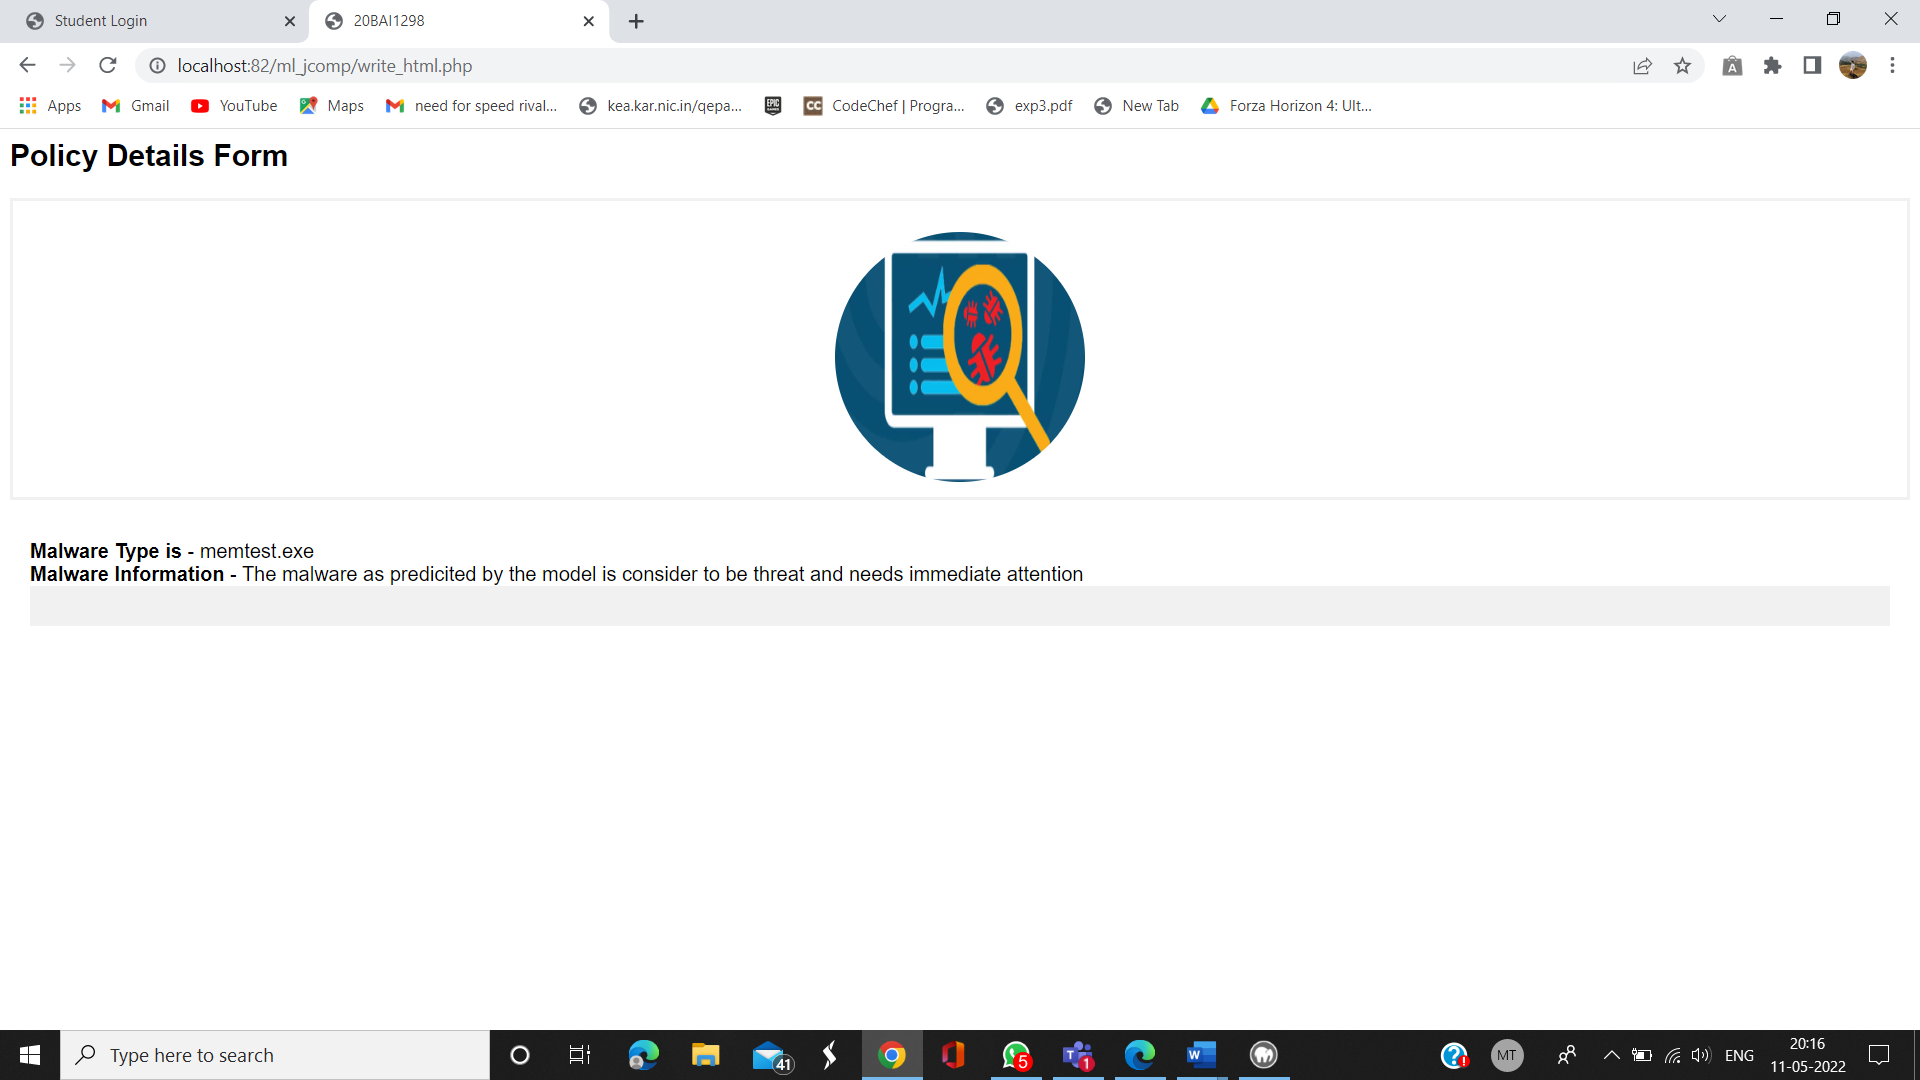 Student Login
20BAI1298
localhost:82/ml_jcomp/write_html.php
Apps
Gmail
YouTube
Maps
need for speed rival...
kea.kar.nic.in/qepa...
EPIC
GAMES
CC
CodeChef | Progra...
exp3.pdf
New Tab
Forza Horizon 4: Ult...
A
Policy Details Form
Malware Type is - memtest.exe
Malware Information - The malware as predicited by the model is consider to be threat and needs immediate attention
Type here to search
41
5
T
1
W
MT
ENG
20:16
11-05-2022